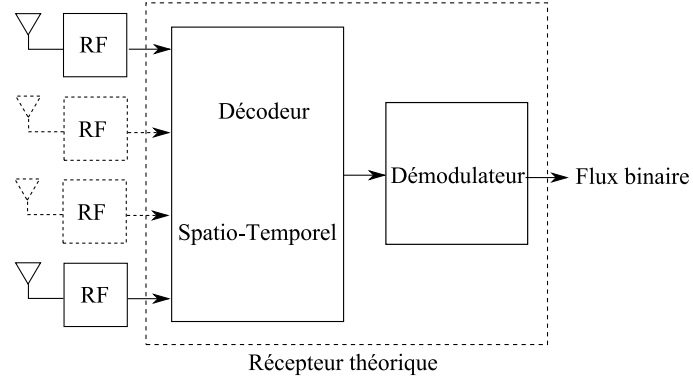 RF
RF
RF
RF
Décodeur
Spatio-Temporel
Démodulateur
Flux binaire
Récepteur théorique